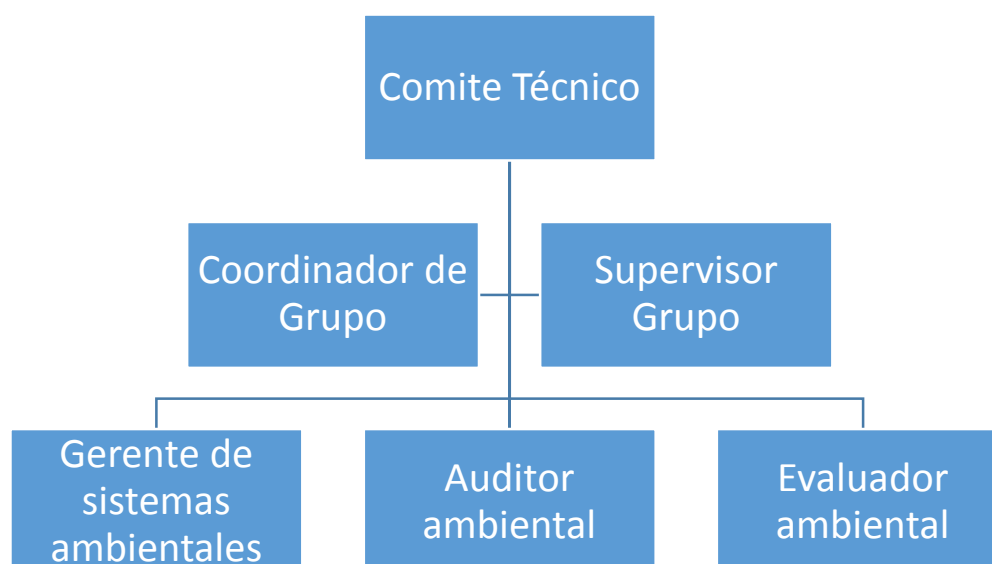 Comite Técnico
Coordinador de
Grupo
Supervisor
Grupo
Gerente de
sistemas
ambientales
Auditor
ambiental
Evaluador
ambiental